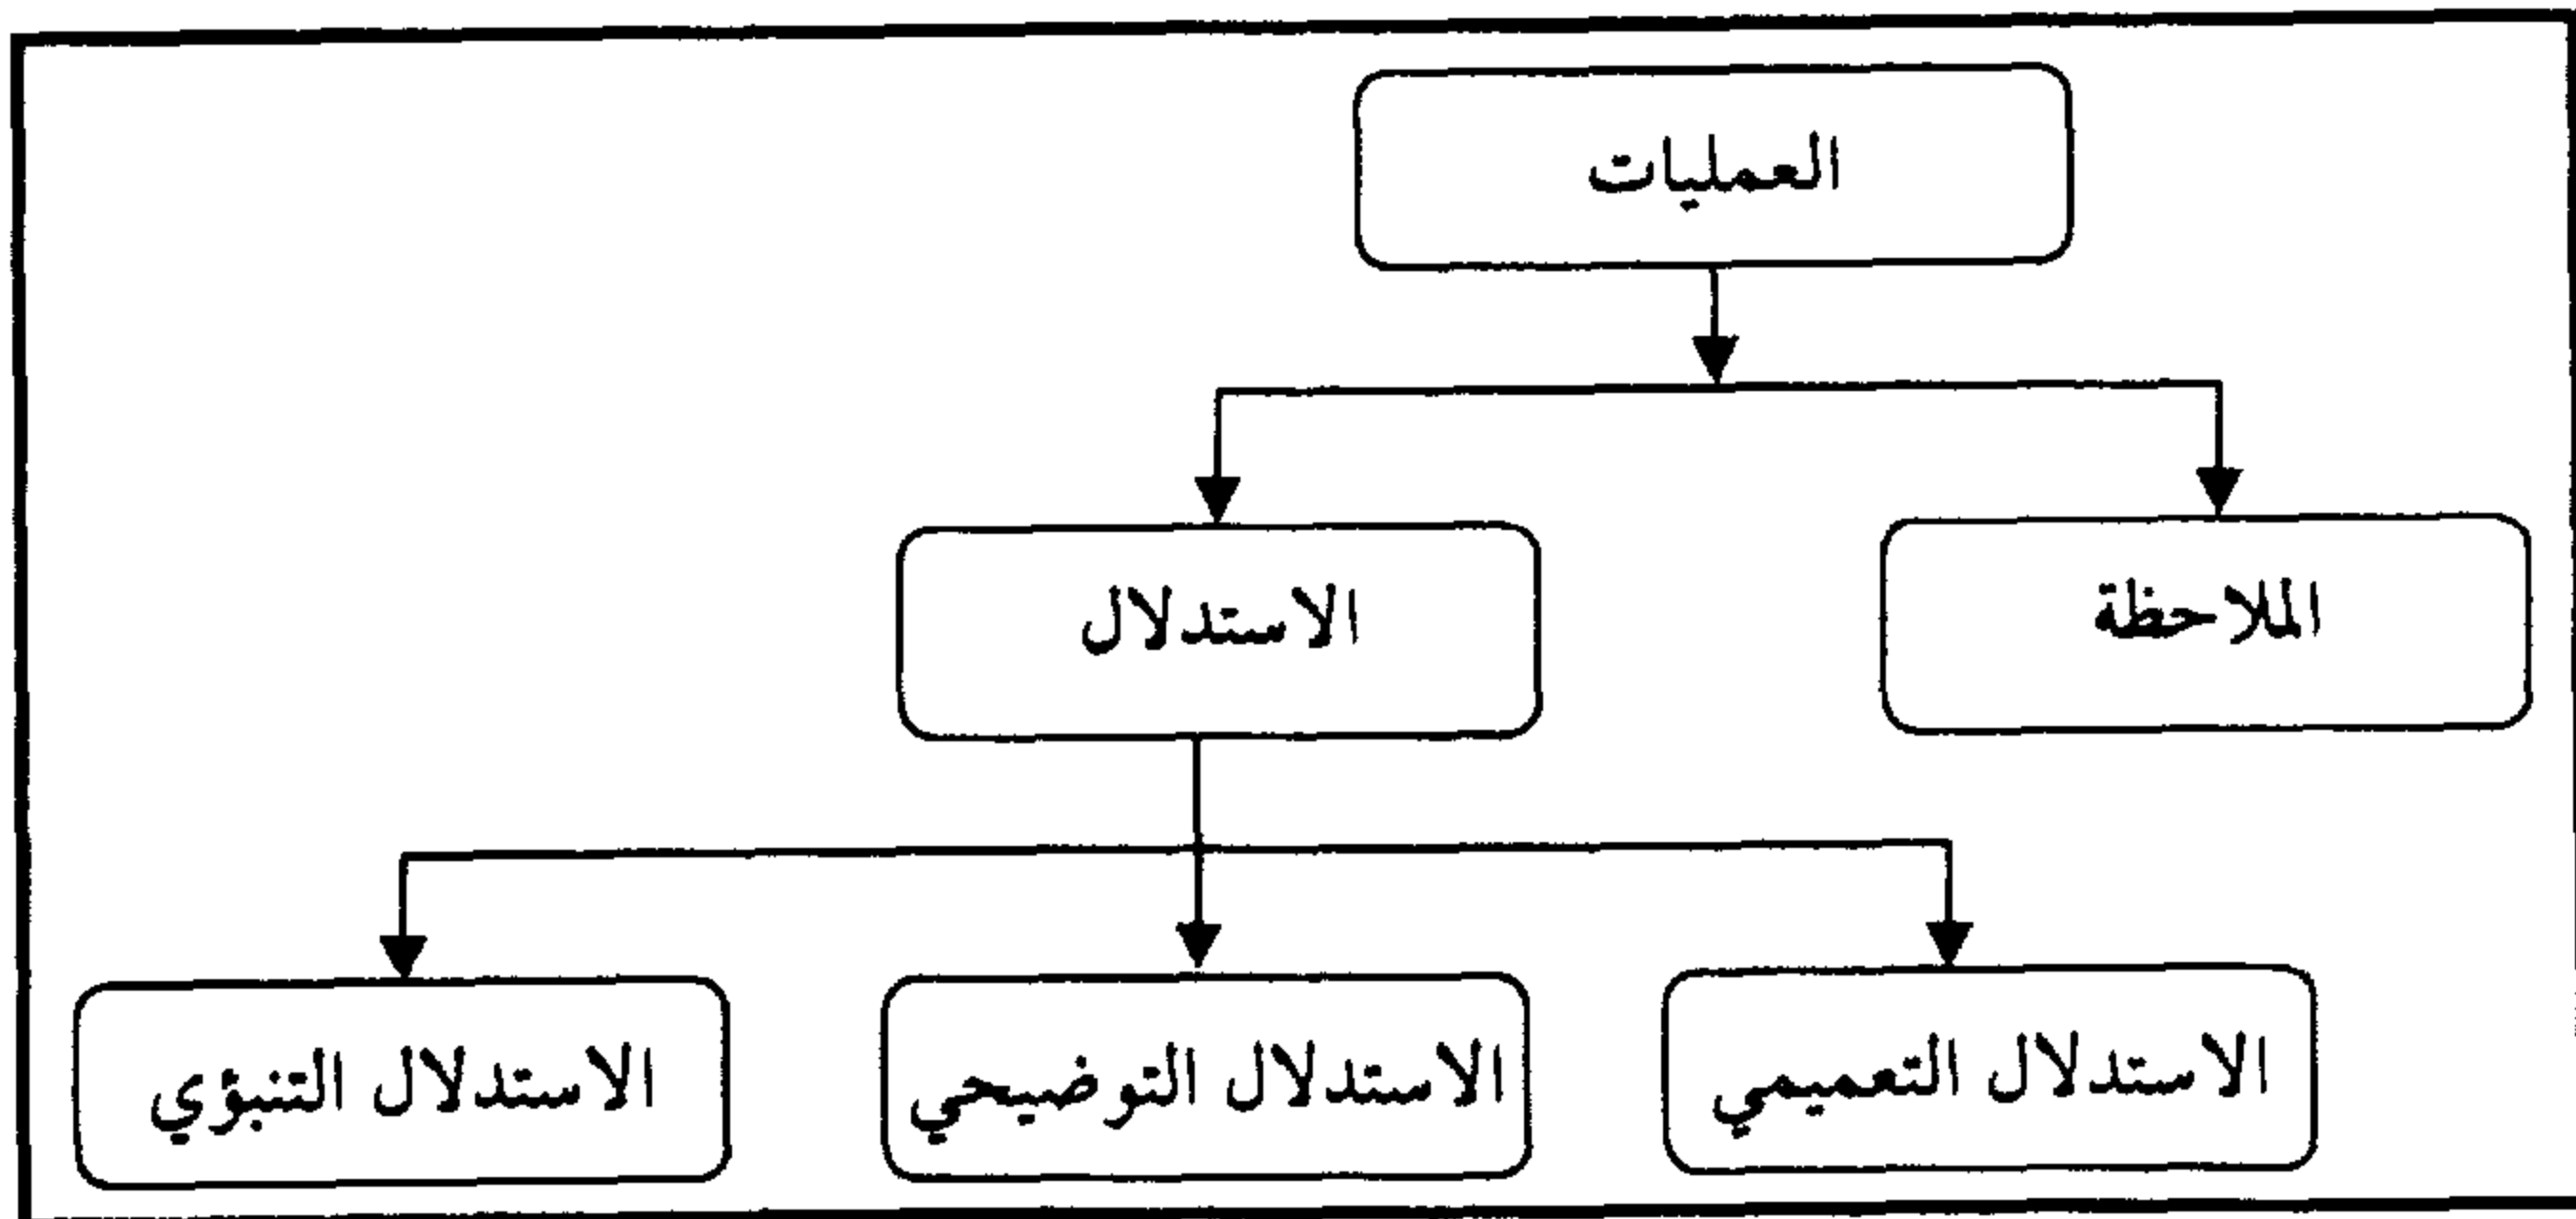 العمليات
الملاحظة
الاستدلال
الاستدلال التعميمي
الاستدلال التوضيحي
الاستدلال التنبؤي